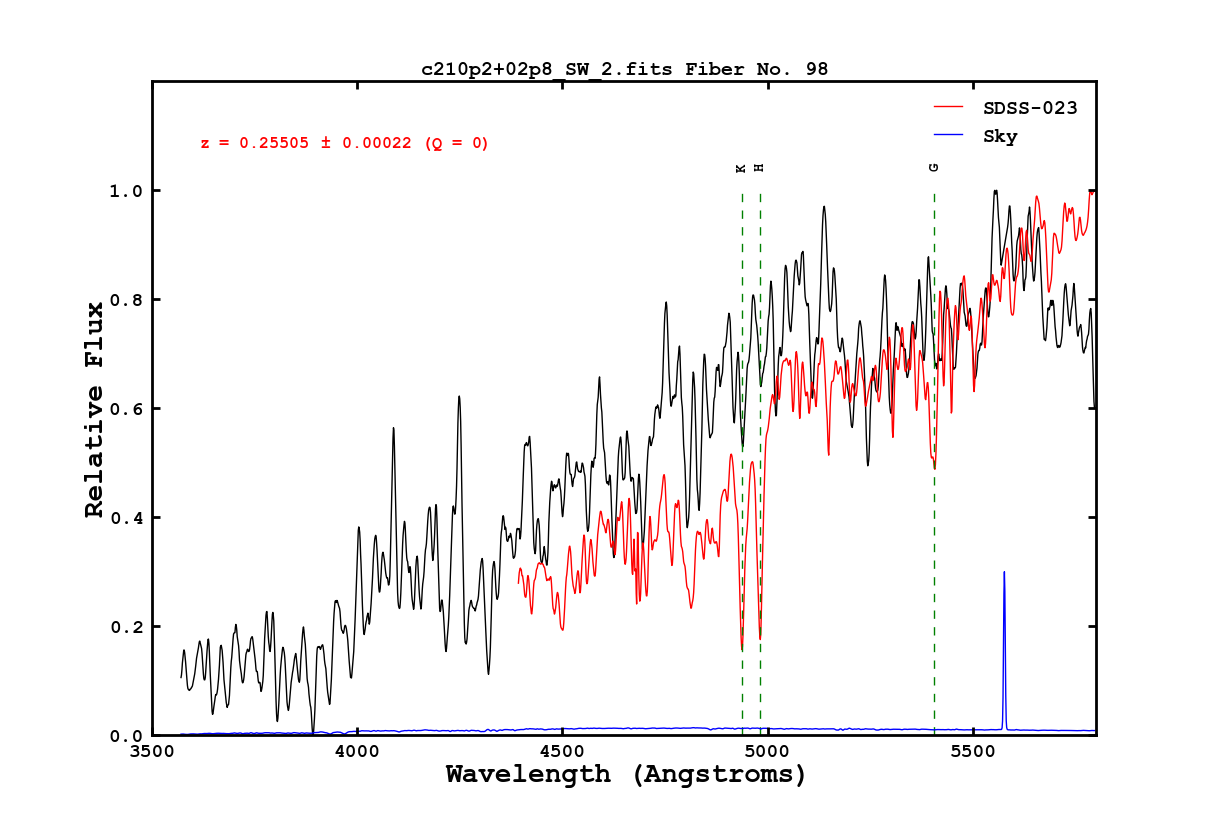 c210p2+02p8_SW_2.fits Fiber No. 98
SDSS-023
Sky
z = 0.25505 ± 0.00022 (Q = 0)
K
H
G
1.0
0.8
0.6
0.4
0.2
0.0
Relative Flux
3500
4000
4500
5000
5500
Wavelength (Angstroms)